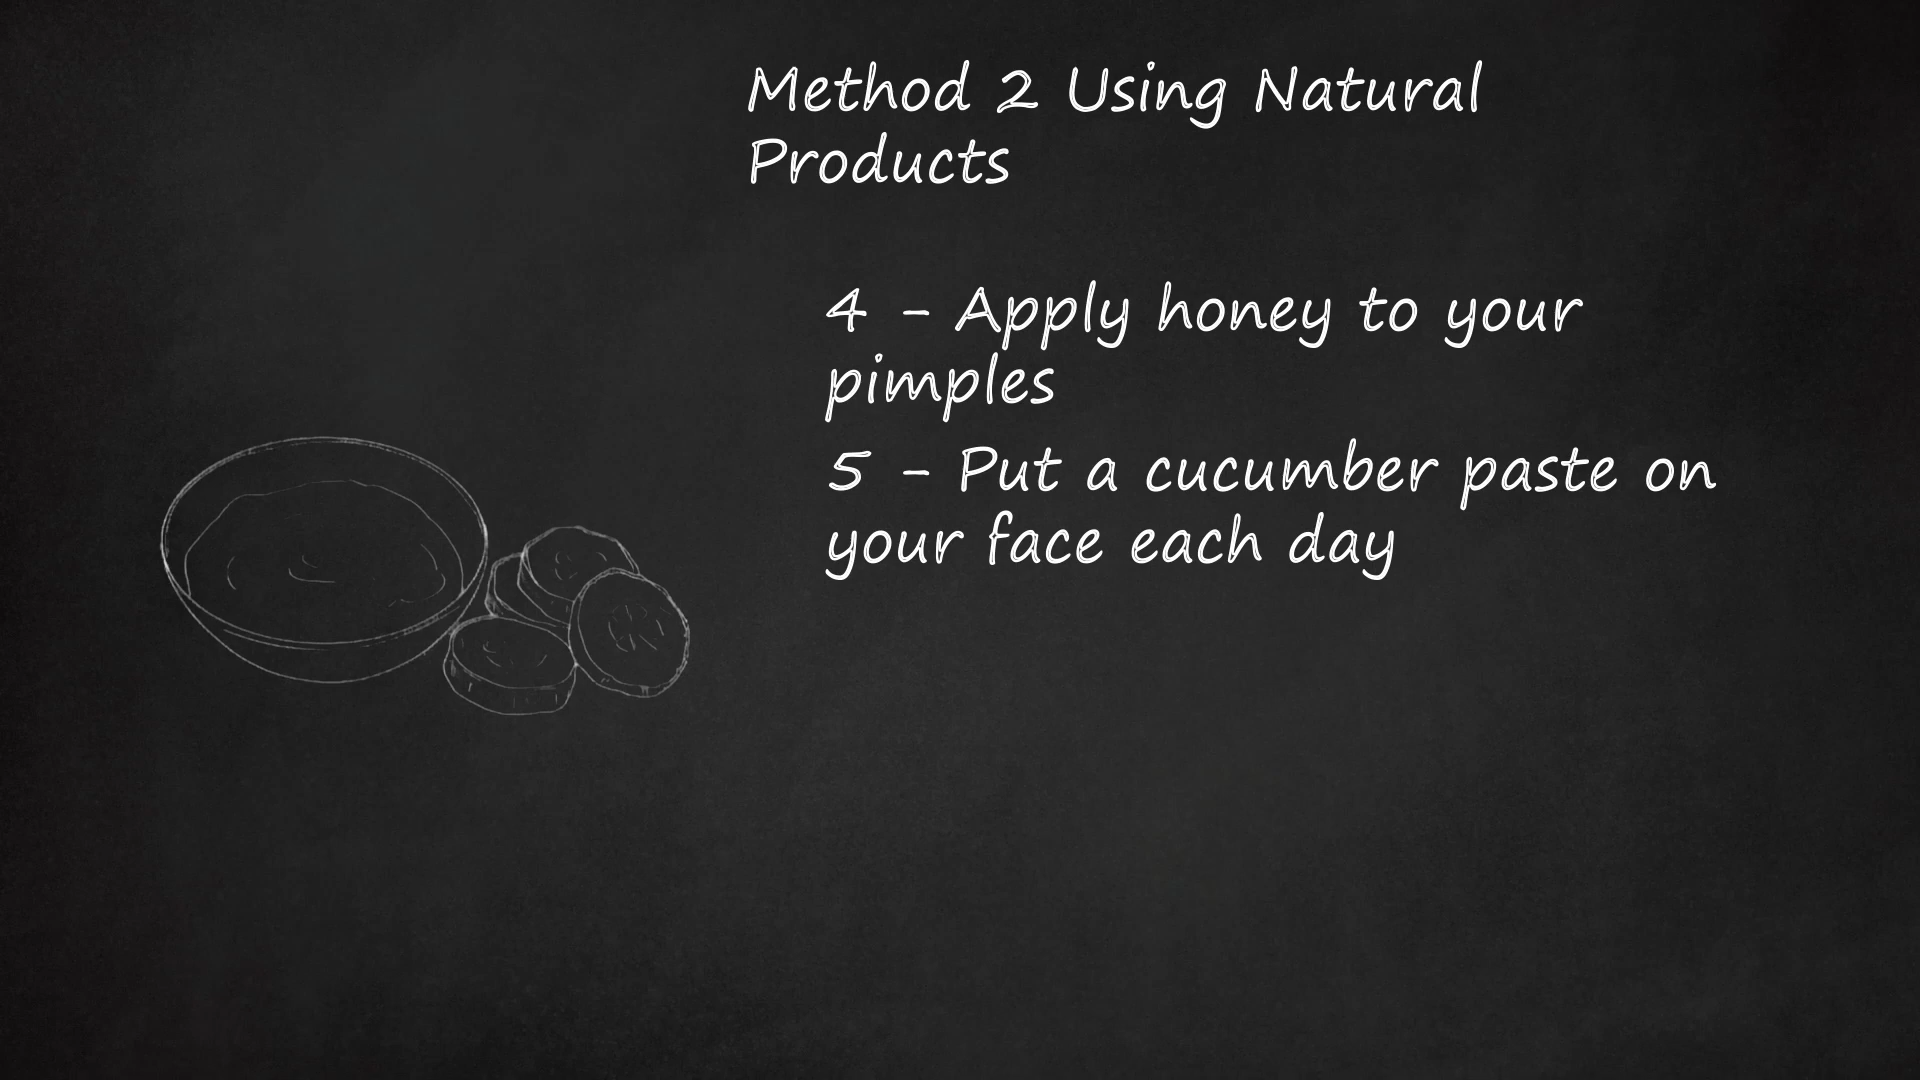 Method 2 Using Natural
Products
4 - Apply honey to your
pimples
5 - Put a cucumber paste on
your face each day